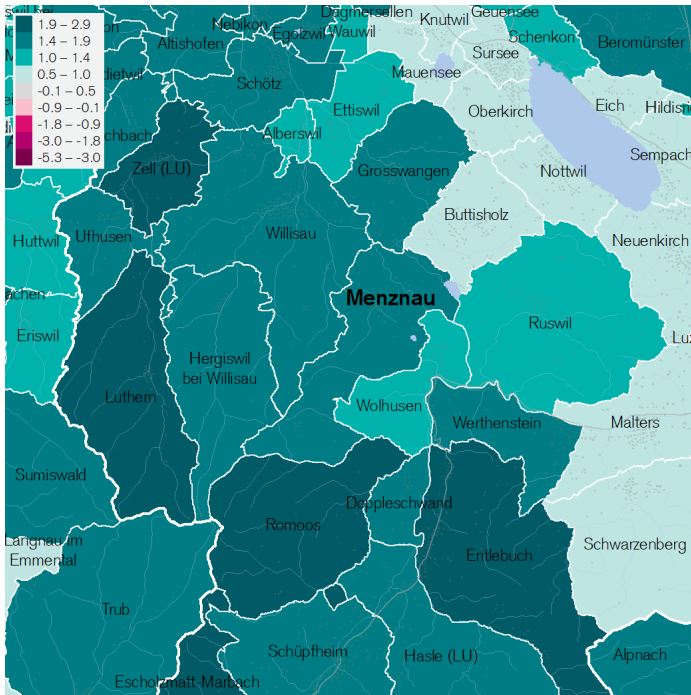 1.9 – 2.9
1.4 – 1.9
1.0 – 1.4
0.5 – 1.0
-0.1 – 0.5
-0.9 – -0.1
-1.8 – -0.9
-3.0 – -1.8
-5.3 – -3.0
Nebikon
Egolzwil
Altishofen
Dagmersellen
Wauwil
Knutwil
Geuensee
Sursee
Schenkon
Beromünster
Schötz
Mauensee
Ettiswil
Oberkirch
Eich
Alberswil
Zell (LU)
Grosswangen
Nottwil
Sempach
Buttisholz
Huttwil
Ufhusen
Willisau
Neuenkirch
Menznau
Eriswil
Ruswil
Hergiswil
bei Willisau
Luthern
Wolhusen
Werthenstein
Malters
Sumiswald
Doppleschwand
Romoos
Langnau im
Emmental
Entlebuch
Schwarzenberg
Trub
Schüpfheim
Hasle (LU)
Alpnach
Escholzmatt-Marbach